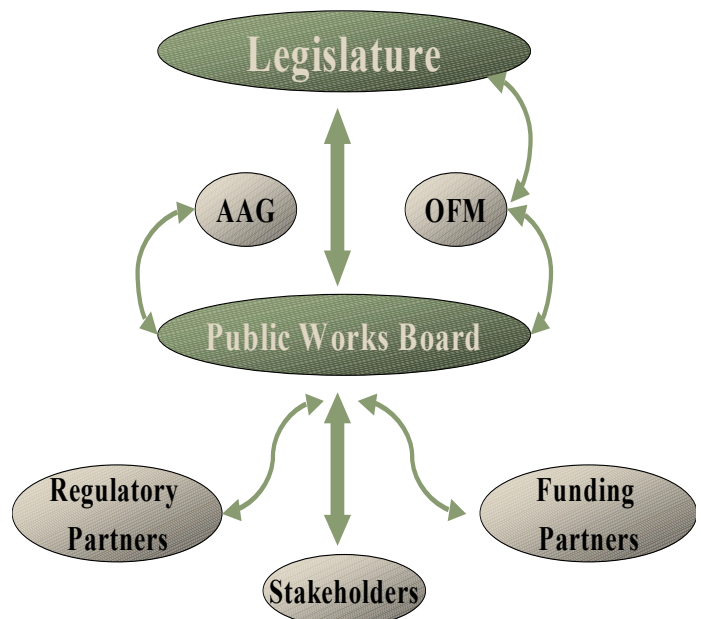 Legislature
AAG
OFM
Public Works Board
Regulatory
Partners
Funding
Partners
Stakeholders